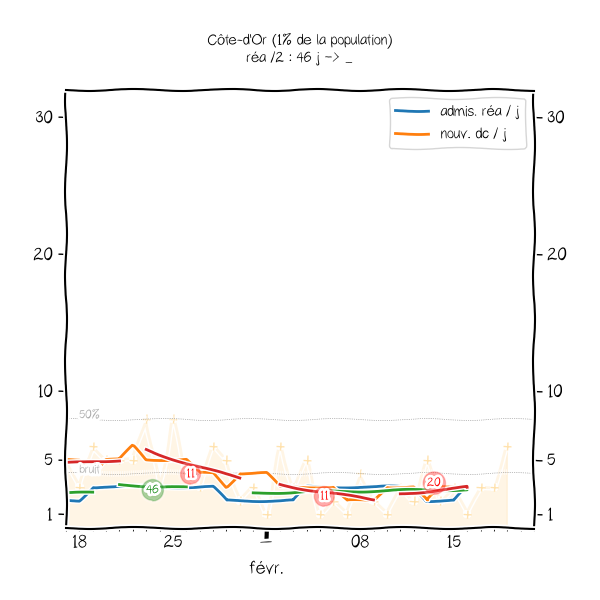 Côte-d'Or (1% de la population)
réa /2 : 46 j -> _
admis. réa / j
nouv. dc / j
30 30
20 20
10 10
50%
5 5
bruit
11
46
11
20
1 1
18 25 _ 08 15
févr.